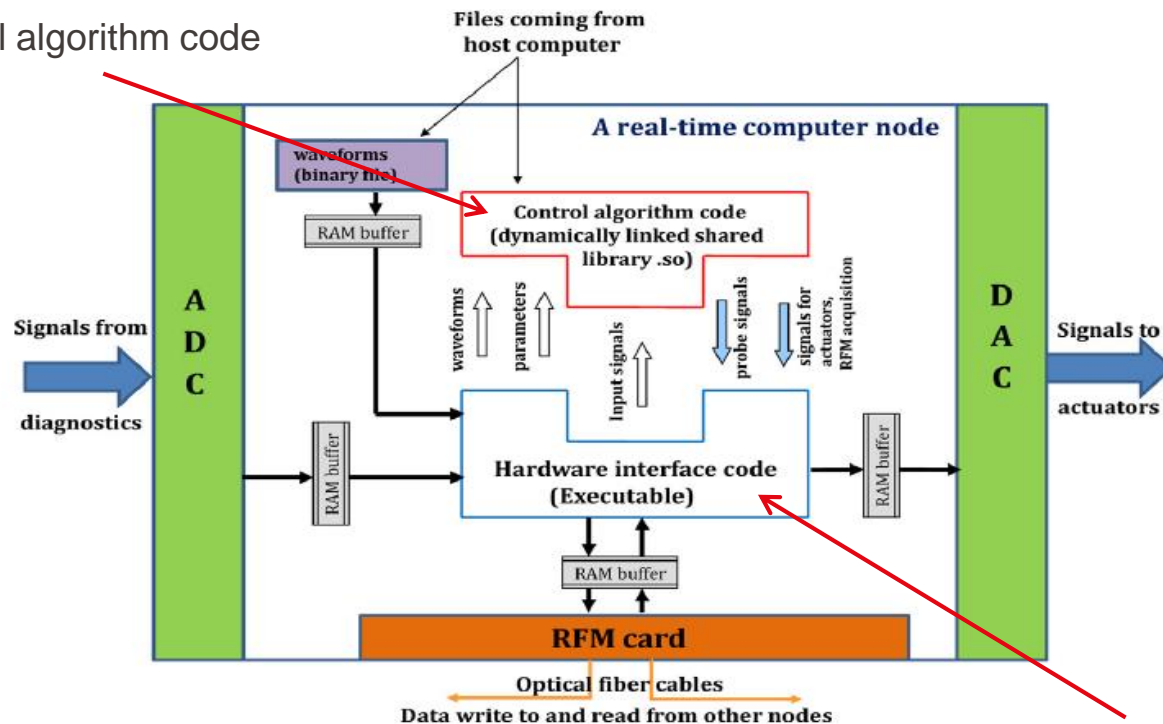 l algorithm code
Files coming from
host computer
A real-time computer node
waveforms
(binary file)
RAM buffer
Control algorithm code
(dynamically linked shared
library .so)
A
D
C
Signals from
diagnostics
waveforms
parameters
Input signals
probe signals
signals for
actuators,
RFM acquisition
D
A
C
Signals to
actuators
RAM buffer
Hardware interface code
(Executable)
RAM buffer
RAM buffer
RFM card
Optical fiber cables
Data write to and read from other nodes